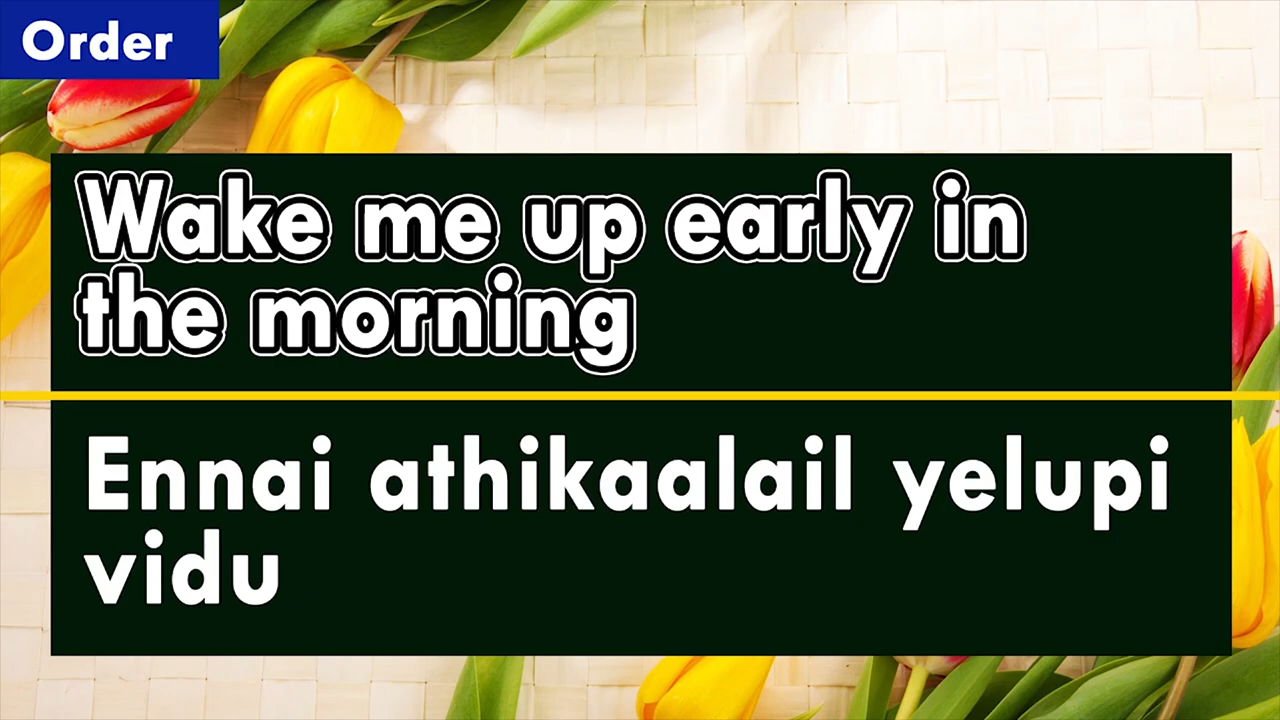 Order
Wake me up early in
the morning
Ennai athikaalail yelupi
vidu